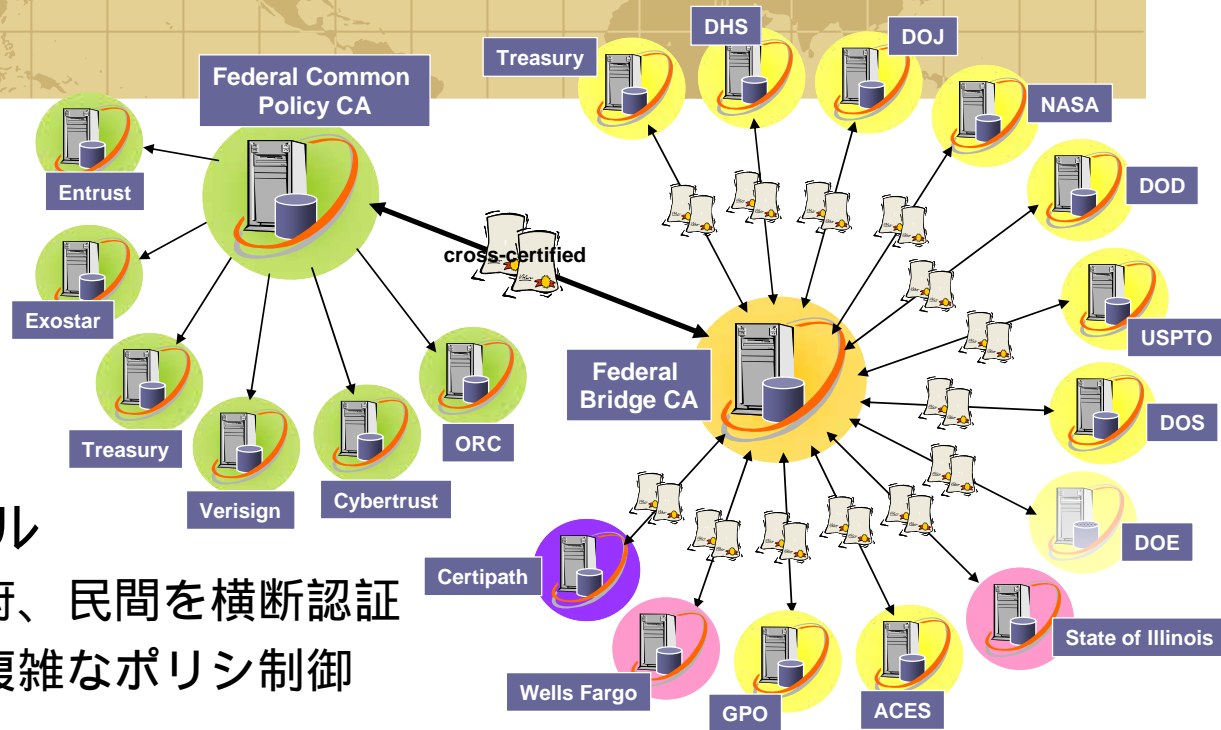 Federal Common
Policy CA
Entrust
Exostar
Treasury
Verisign
Cybertrust
ORC
cross-certified
Federal
Bridge CA
Treasury
DHS
DOJ
NASA
DOD
USPTO
DOS
DOE
State of Illinois
ACES
GPO
Wells Fargo
Certipath
ル
、民間を横断認証
複雑なポリシ制御